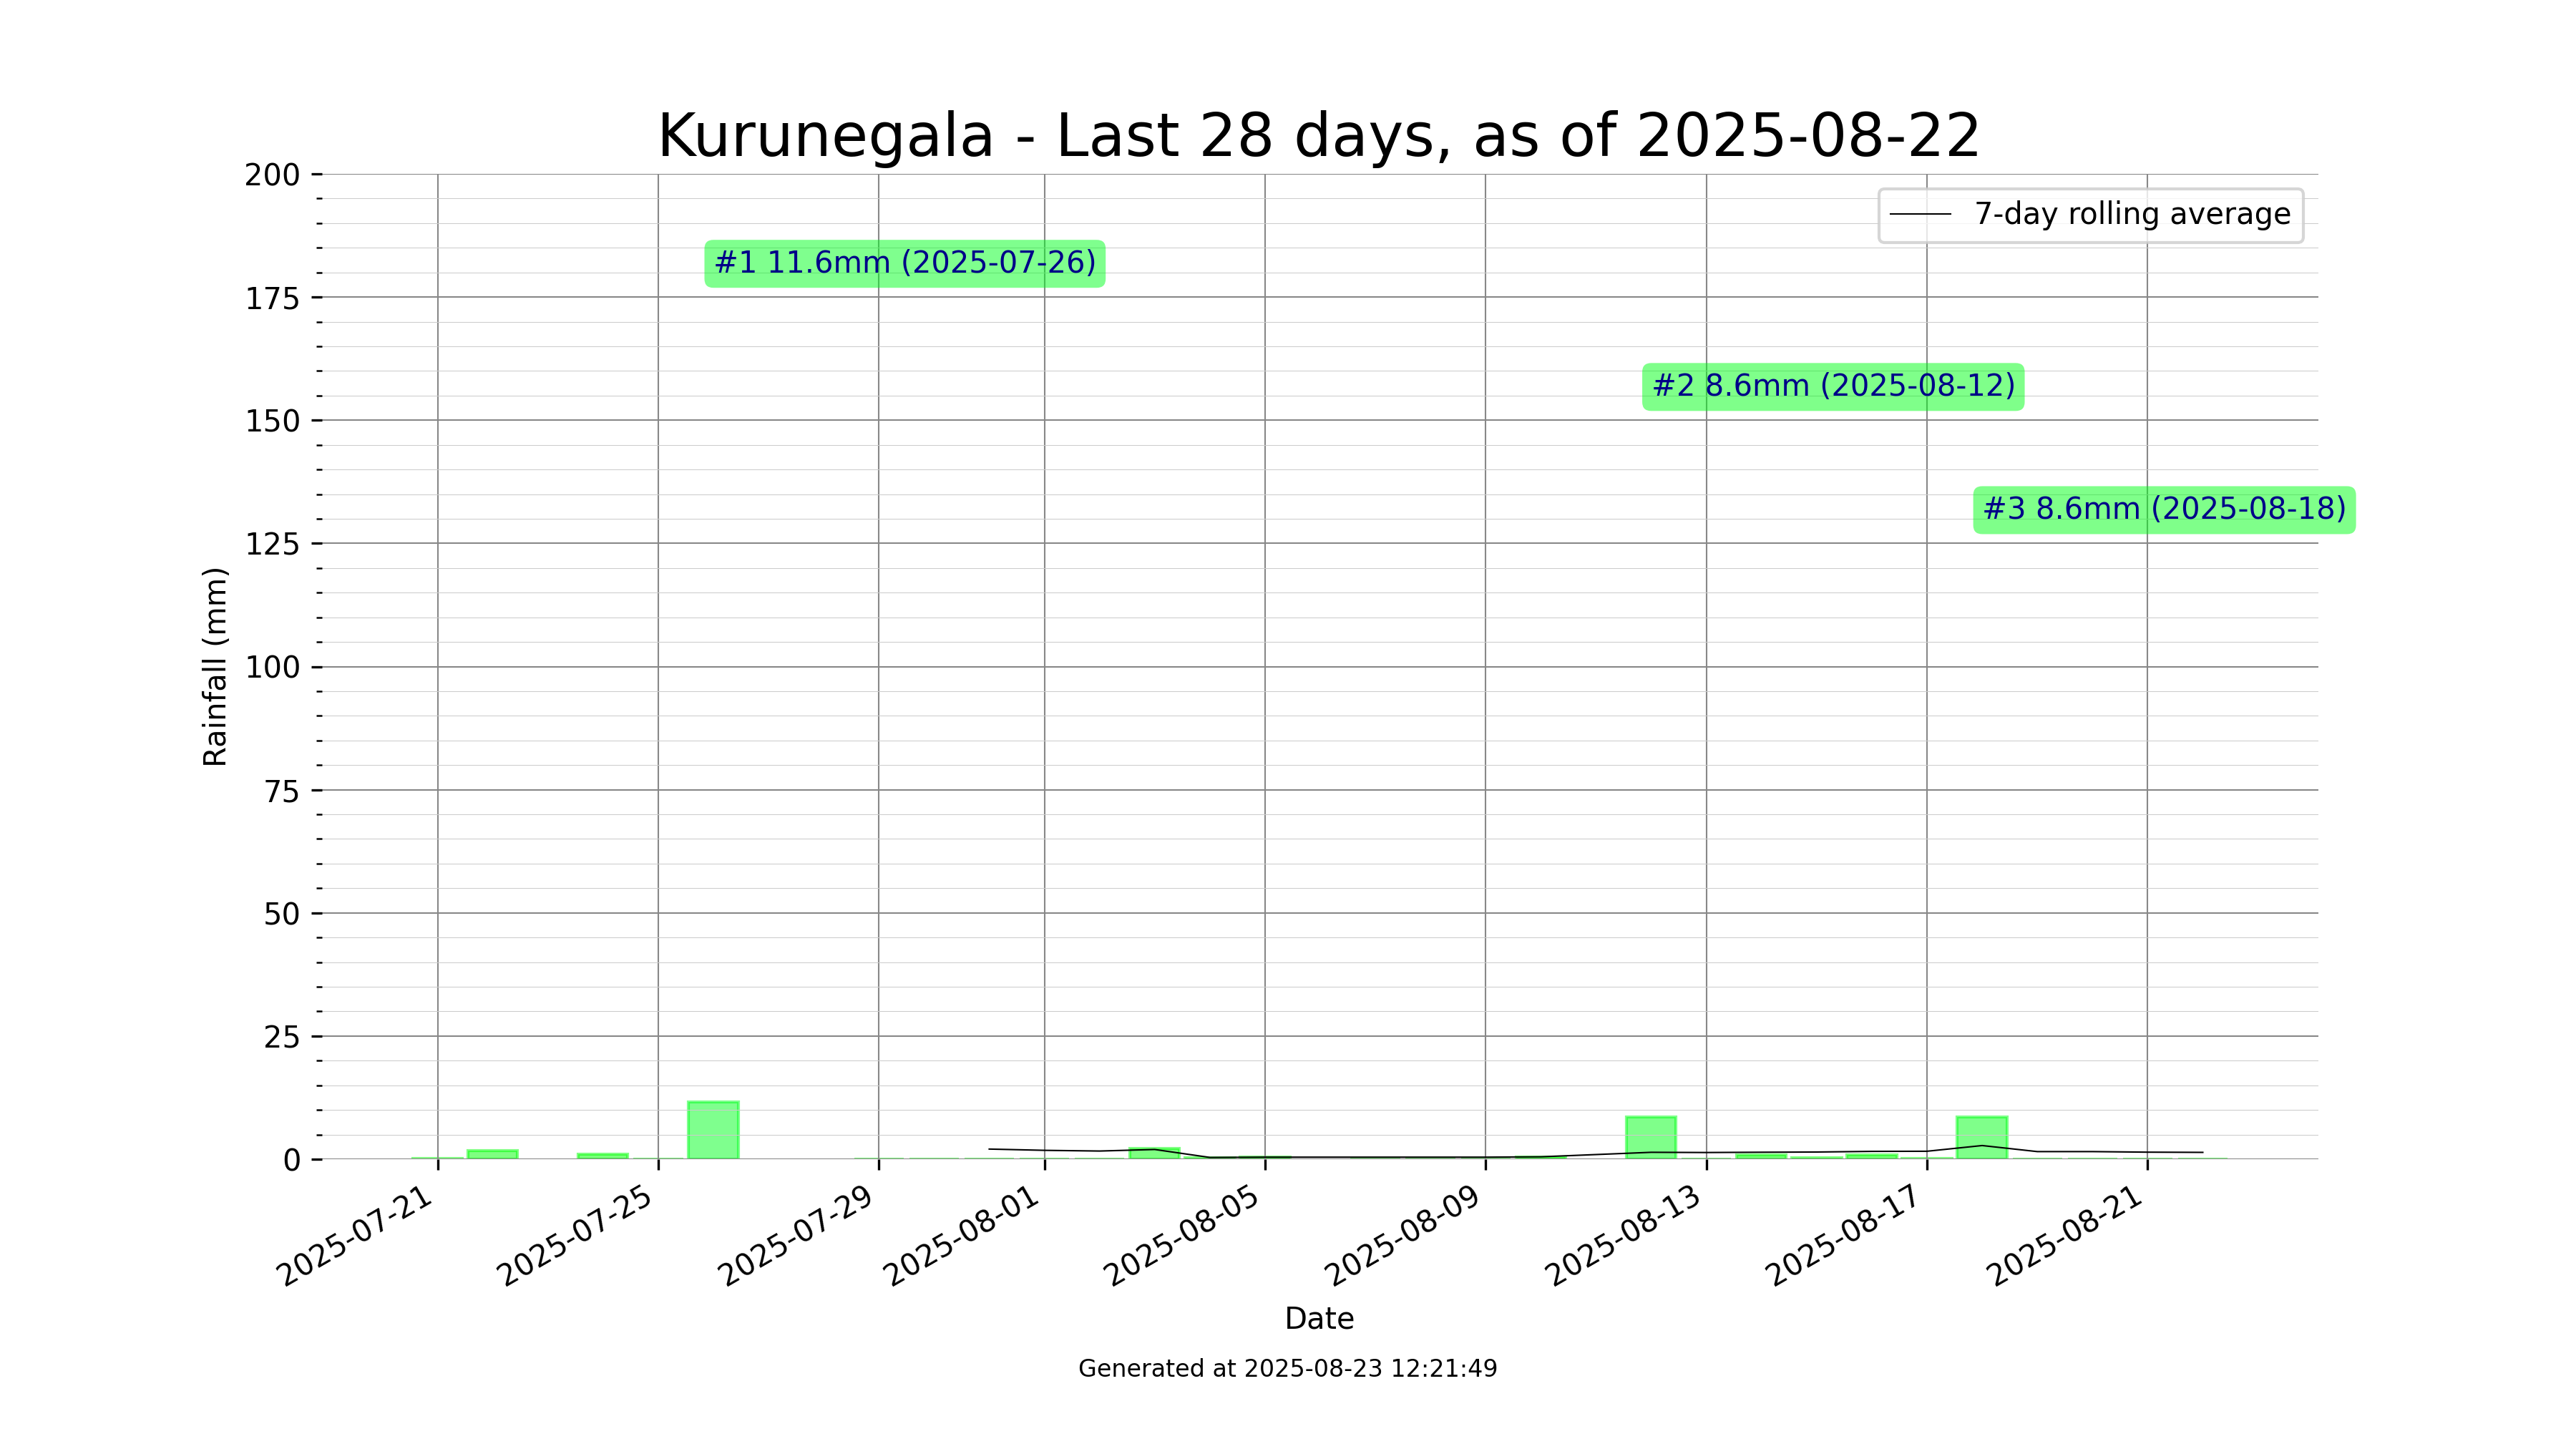 Kurunegala - Last 28 days, as of 2025-08-22
7-day rolling average
#1 11.6mm (2025-07-26)
#2 8.6mm (2025-08-12)
#3 8.6mm (2025-08-18)
Rainfall (mm)
200
175
150
125
100
75
50
25
0
2025-07-21
2025-07-25
2025-07-29
2025-08-01
2025-08-05
2025-08-09
2025-08-13
2025-08-17
2025-08-21
Date
Generated at 2025-08-23 12:21:49